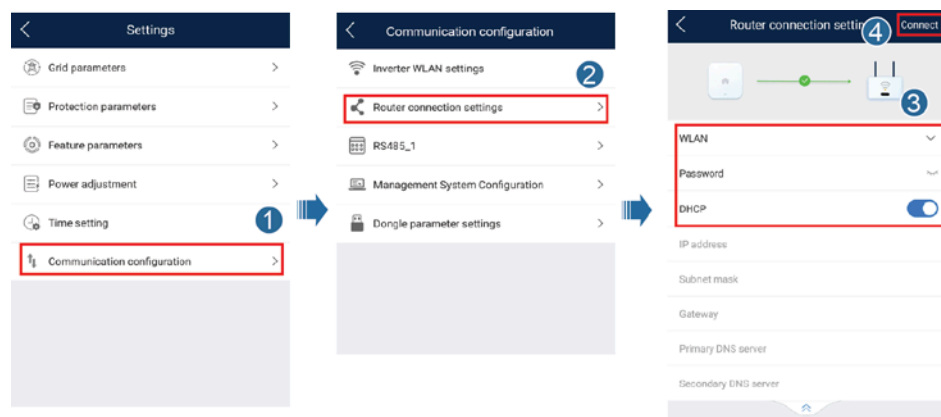 Settings
Grid parameters
Protection parameters
Feature parameters
Power adjustment
Time setting
1
Communication configuration
Communication configuration
Inverter WLAN settings
2
Router connection settings
RS485_1
Management System Configuration
Dongle parameter settings
Router connection settin
4
Connect
3
WLAN
Password
DHCP
IP address
Subnet mask
Gateway
Primary DNS server
Secondary DNS server